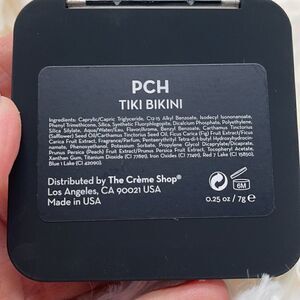 PCH
TIKI BIKINI
Ingredients: Caprylic/Capric Triglyceride, C12-15 Alkyl Benzoate, Isocecyl Isononanoate,
Phenyl Trimethicone, Silica, Synthetic Fluorphlogopite, Dicalcium Phosphate, Polyethylene,
Silica Silylate, Aqua/Water/Eau, Flavor/Aroma, Benzyl Benzoate, Carthamus Tinctorius
(Safflower) Seed Oil/Carthamus Tinctorius Seed Oil, Ficus Carica (Fig) Fruit Extract/Ficus
Carica Fruit Extract, Fragrance/Parfum, Pentaerythrityl Tetra-di-t-butyl Hydroxyhydrocin-
namate, Phenoxyethanol, Potassium Sorbate, Propylene Glycol, Prunus Persica (Peach)
Fruit Extract/Prunus Persica Fruit Extract, Tocopheryl Acetate,
Xanthan Gum, Titanium Dioxide (CI 77891), Iron Oxides (CI 77491), Red 7 Lake (CI 15850),
Blue 1 Lake (CI 42090).
Distributed by The Crème Shop®
Los Angeles, CA 90021 USA
Made in USA
6M
0.25 oz / 7g e